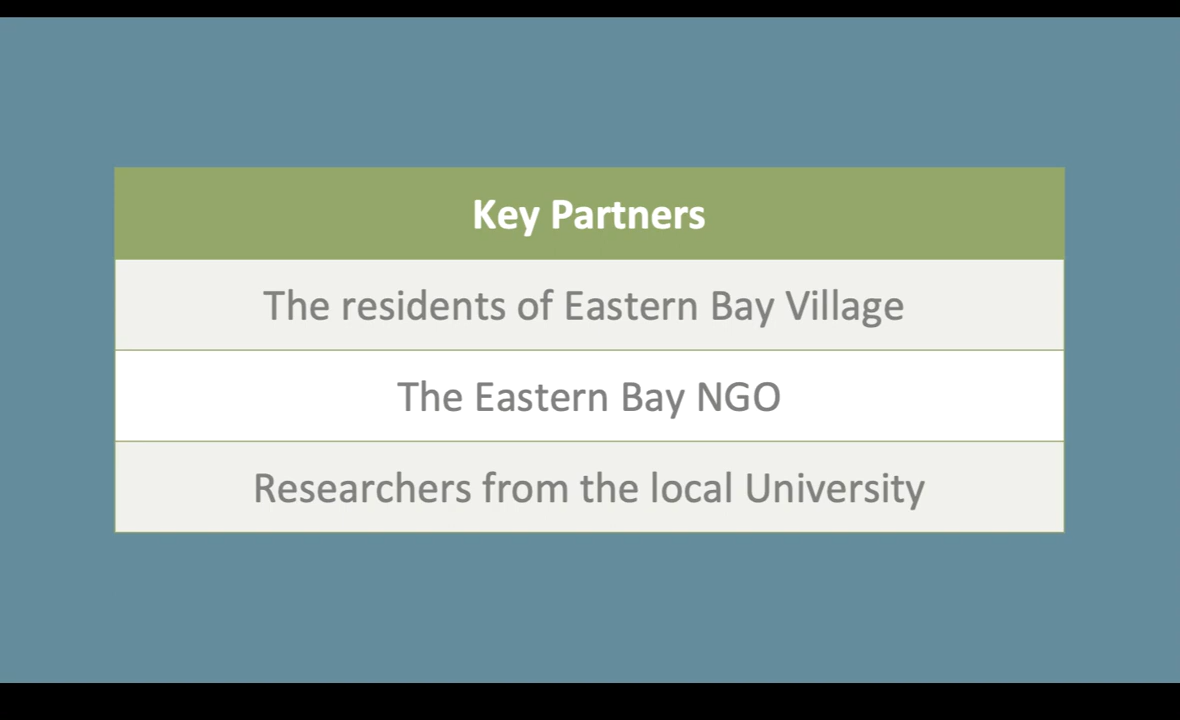 Key Partners
The residents of Eastern Bay Village
The Eastern Bay NGO
Researchers from the local University